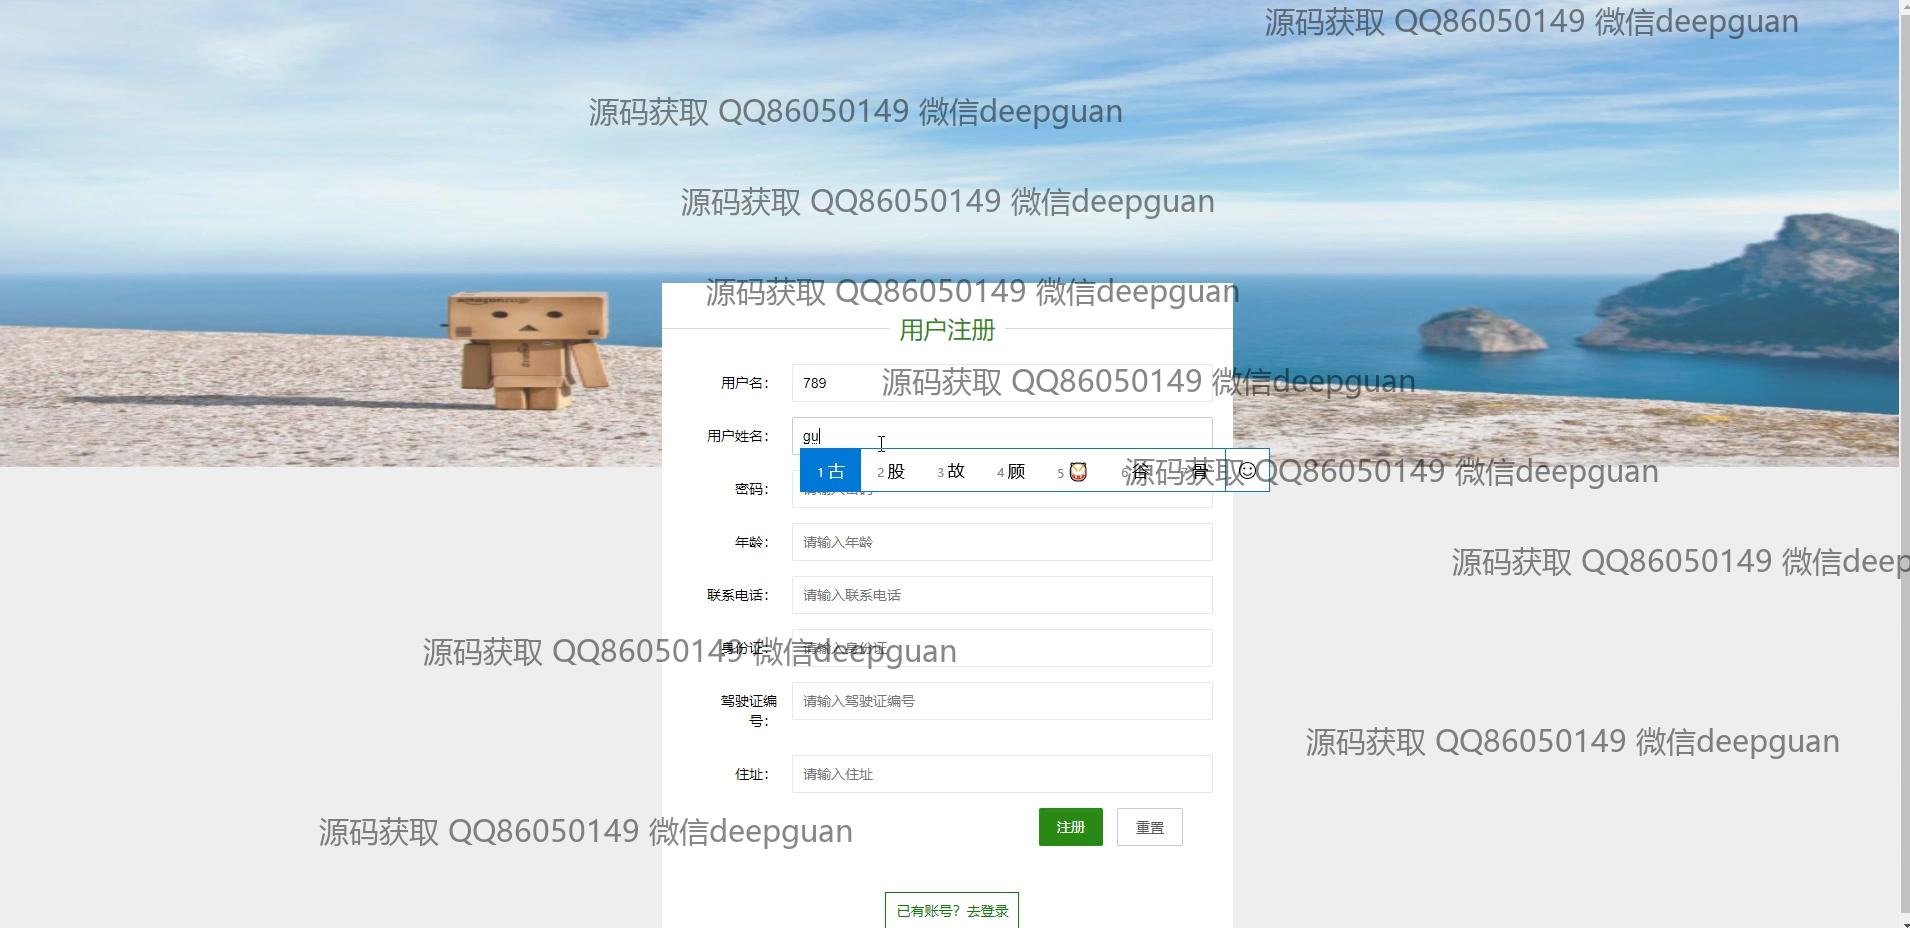 源码获取 QQ86050149 微信deepguan
源码获取 QQ86050149 微信deepguan
源码获取 QQ86050149 微信deepguan
源码获取 QQ86050149 微信deepguan
用户注册
用户名： 789
源码获取 QQ86050149 微信deepguan
用户姓名： gu
1 古 2 股 3 故 4 顾 5 6 谷 骨
源码获取 QQ86050149 微信deepguan
密码： 请输入密码
年龄： 请输入年龄
源码获取 QQ86050149 微信deep
联系电话： 请输入联系电话
身份证： 请输入身份证
源码获取 QQ86050149 微信deepguan
驾驶证编
号： 请输入驾驶证编号
源码获取 QQ86050149 微信deepguan
住址： 请输入住址
注册 重置
源码获取 QQ86050149 微信deepguan
已有账号？去登录